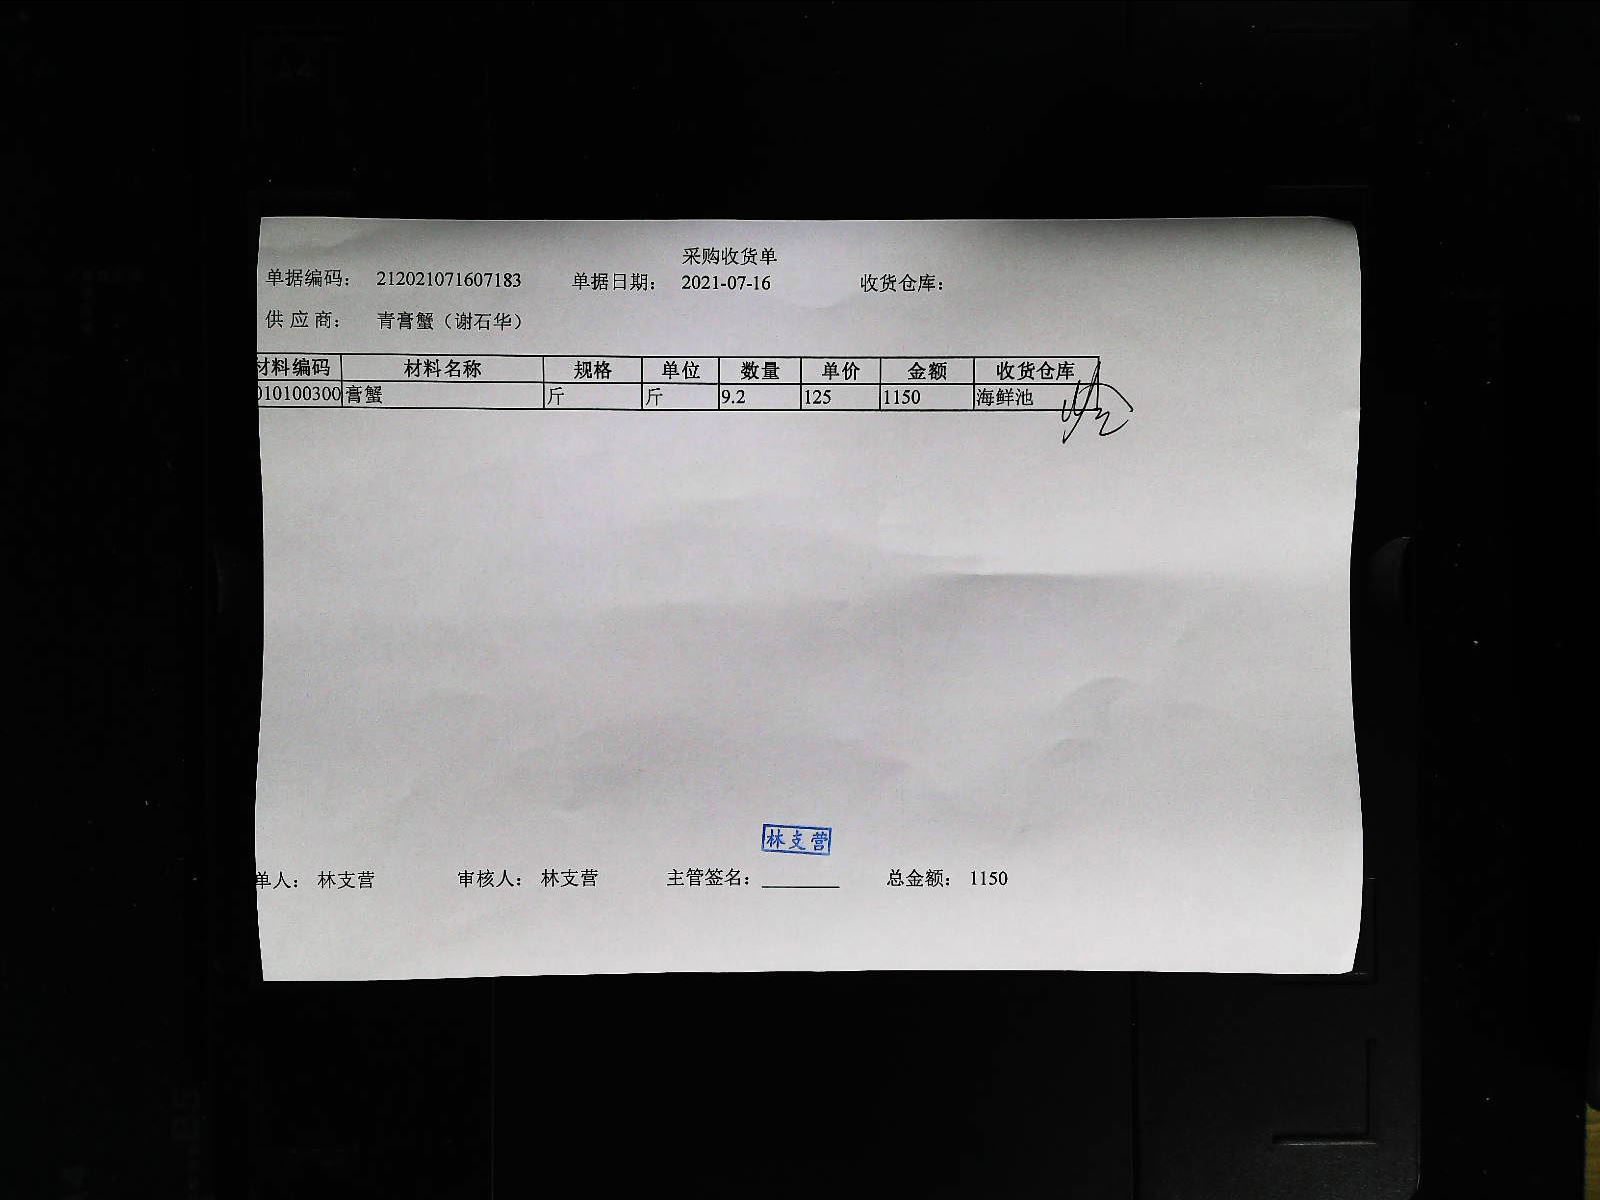 采购收货单
单据编码： 212021071607183 单据日期： 2021-07-16 收货仓库：
供 应 商： 青膏蟹（谢石华）
材料编码 材料名称 规格 单位 数量 单价 金额 收货仓库
010100300 膏蟹 斤 斤 9.2 125 1150 海鲜池
林支营
单人： 林支营 审核人： 林支营 主管签名： ________ 总金额： 1150